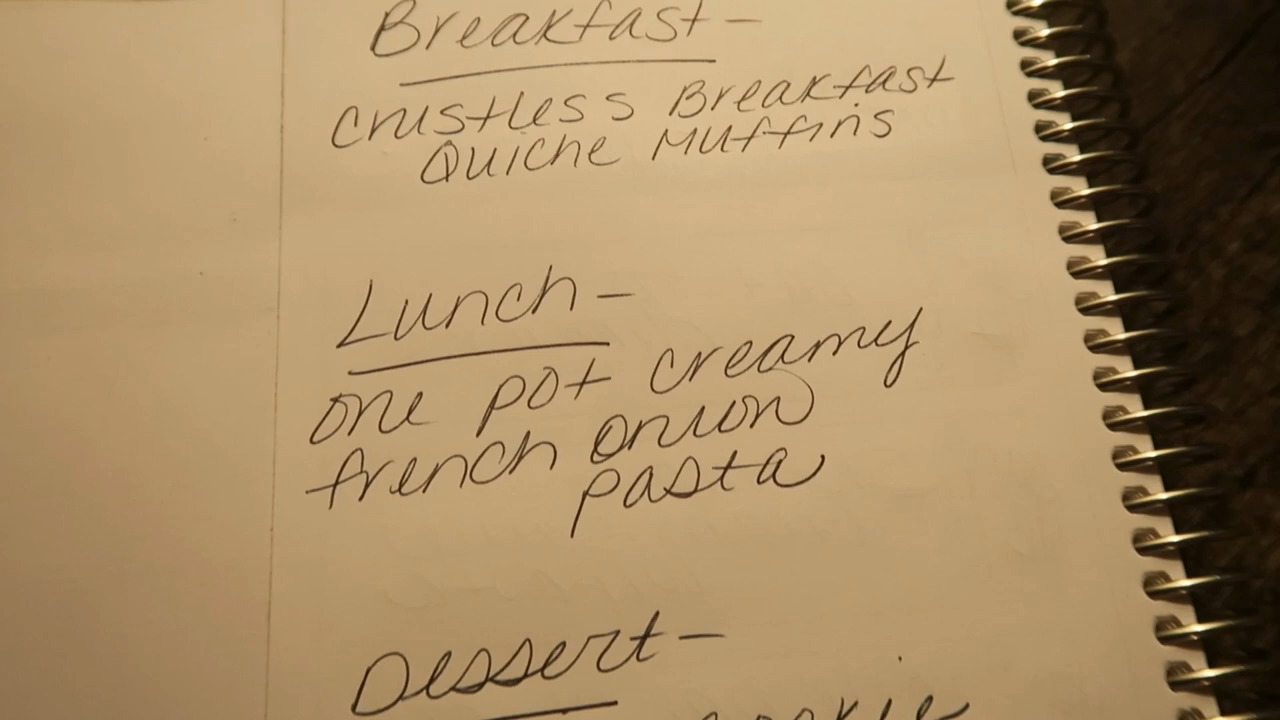 Breakfast-
Crustless Breakfast
Quiche Muffins
Lunch-
one pot creamy
french onion
pasta
Dessert-